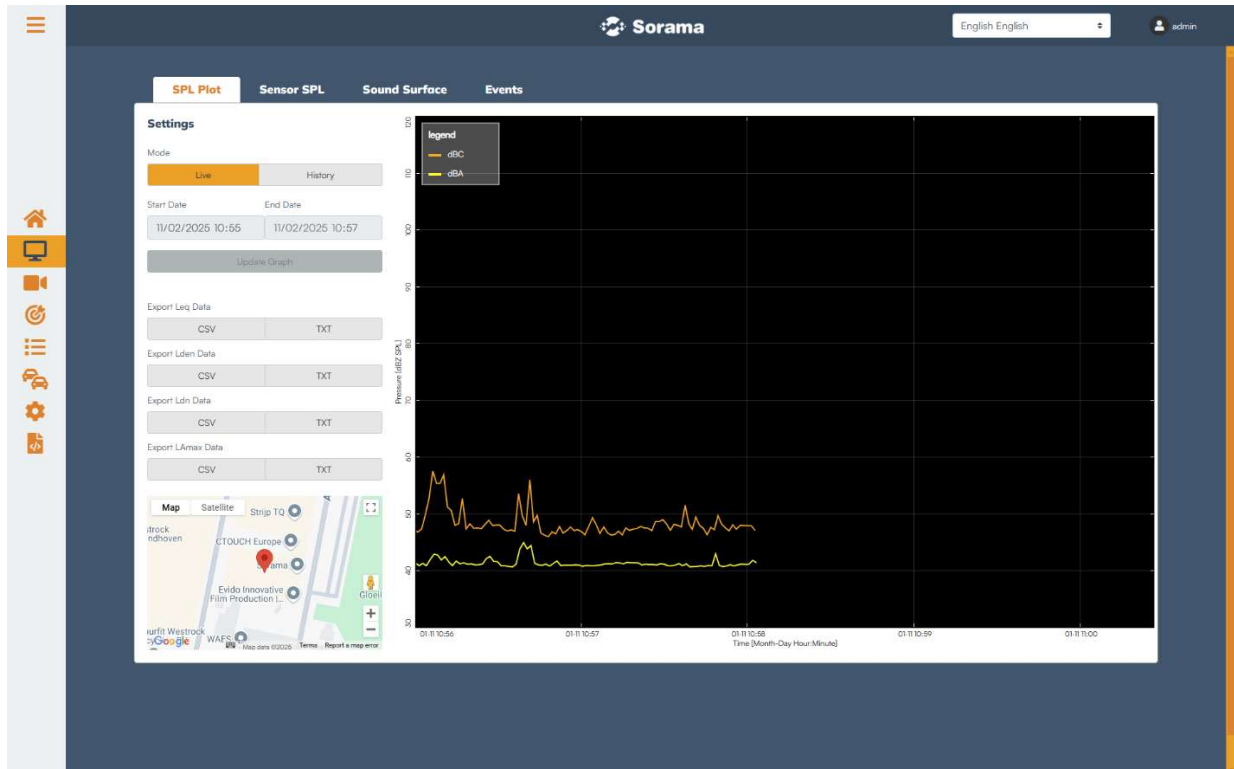 Sorama
English English
admin
SPL Plot
Sensor SPL
Sound Surface
Events
Settings
Mode
Live
History
Start Date
End Date
11/02/2025 10:55
11/02/2025 10:57
Update Graph
Export Leq Data
CSV
TXT
Export Lden Data
CSV
TXT
Export Ldn Data
CSV
TXT
Export LAmax Data
CSV
TXT
Map
Satellite
Strijp TQ
ndhoven
CTOUCH Europe
Evido Innovative
Film Production |...
Gloeil
Westrock
WAES
Google
Map data ©2026
Terms
Report a map error
legend
dBC
dBA
120
110
100
90
80
70
60
50
40
30
Pressure [dBZ SPL]
01-11 10:56
01-11 10:57
01-11 10:58
01-11 10:59
01-11 11:00
Time [Month-Day Hour:Minute]